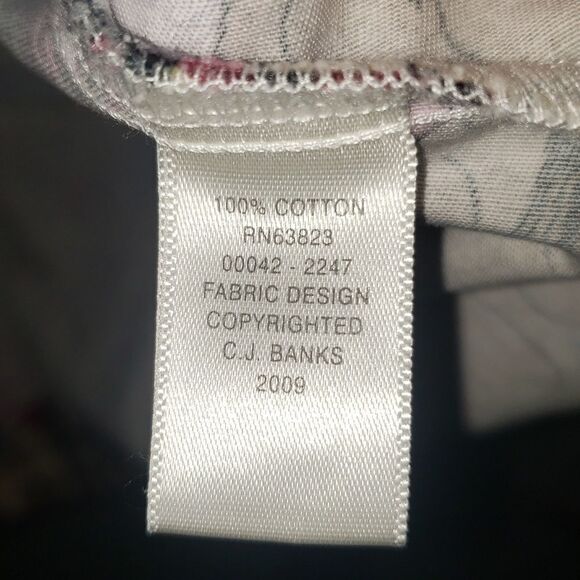 100% COTTON
RN63823
00042 - 2247
FABRIC DESIGN
COPYRIGHTED
C.J. BANKS
2009